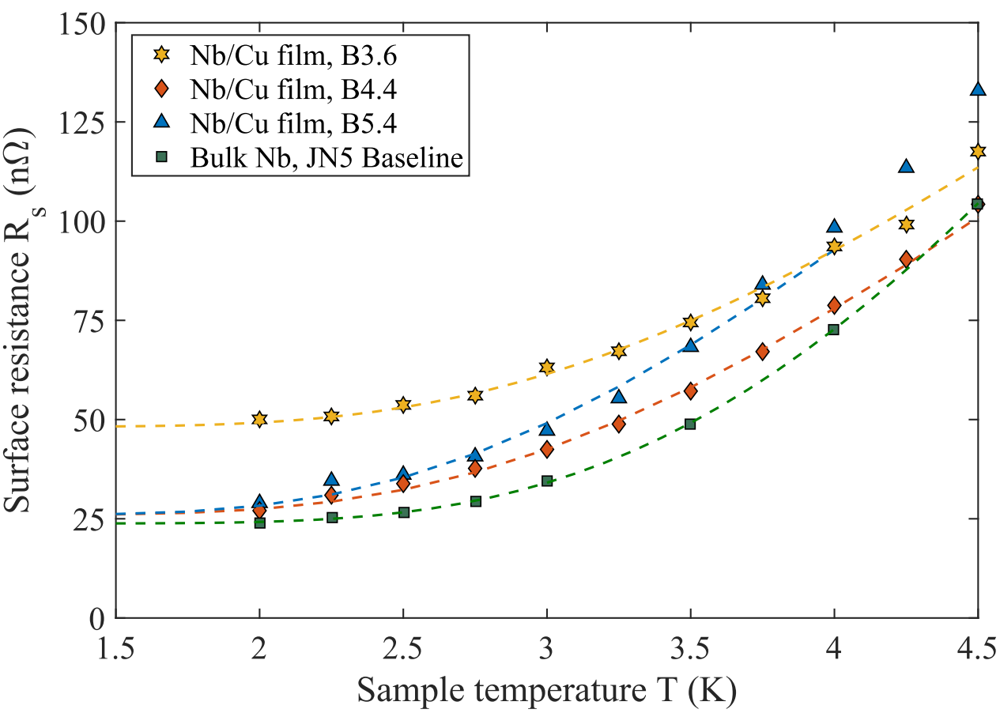 150
125
100
75
50
25
0
Surface resistance Rs (nΩ)
Nb/Cu film, B3.6
Nb/Cu film, B4.4
Nb/Cu film, B5.4
Bulk Nb, JN5 Baseline
1.5 2 2.5 3 3.5 4 4.5
Sample temperature T (K)